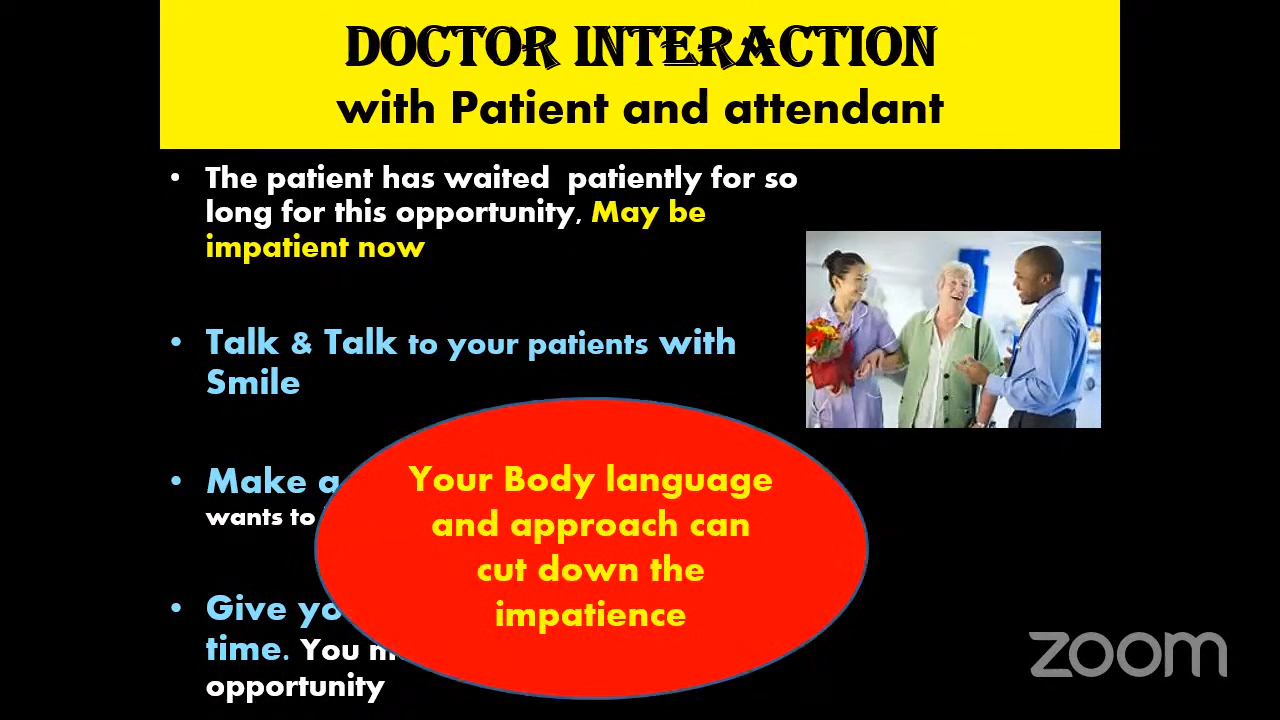 DOCTOR INTERACTION
with Patient and attendant
• The patient has waited patiently for so
long for this opportunity, May be
impatient now
• Talk & Talk to your patients with
Smile
• Make a
wants to
• Give
time. You
opportunity
Your Body language
and approach can
cut down the
impatience
zoom